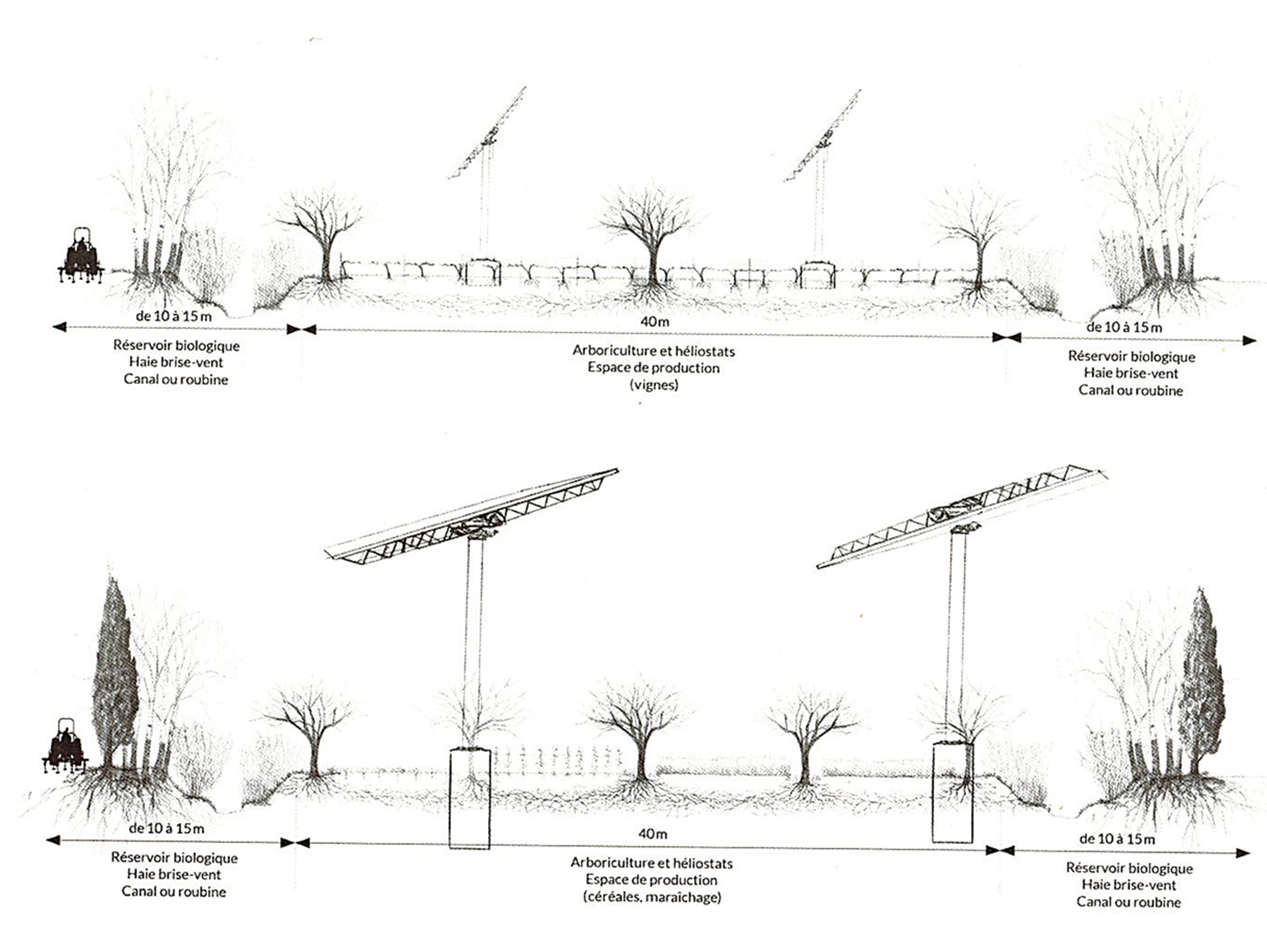 de 10 à 15 m
Réservoir biologique
Haie brise-vent
Canal ou roubine
40 m
Arboriculture et héliostats
Espace de production
(vignes)
de 10 à 15 m
Réservoir biologique
Haie brise-vent
Canal ou roubine
de 10 à 15 m
Réservoir biologique
Haie brise-vent
Canal ou roubine
40 m
Arboriculture et héliostats
Espace de production
(céréales, maraîchage)
de 10 à 15 m
Réservoir biologique
Haie brise-vent
Canal ou roubine